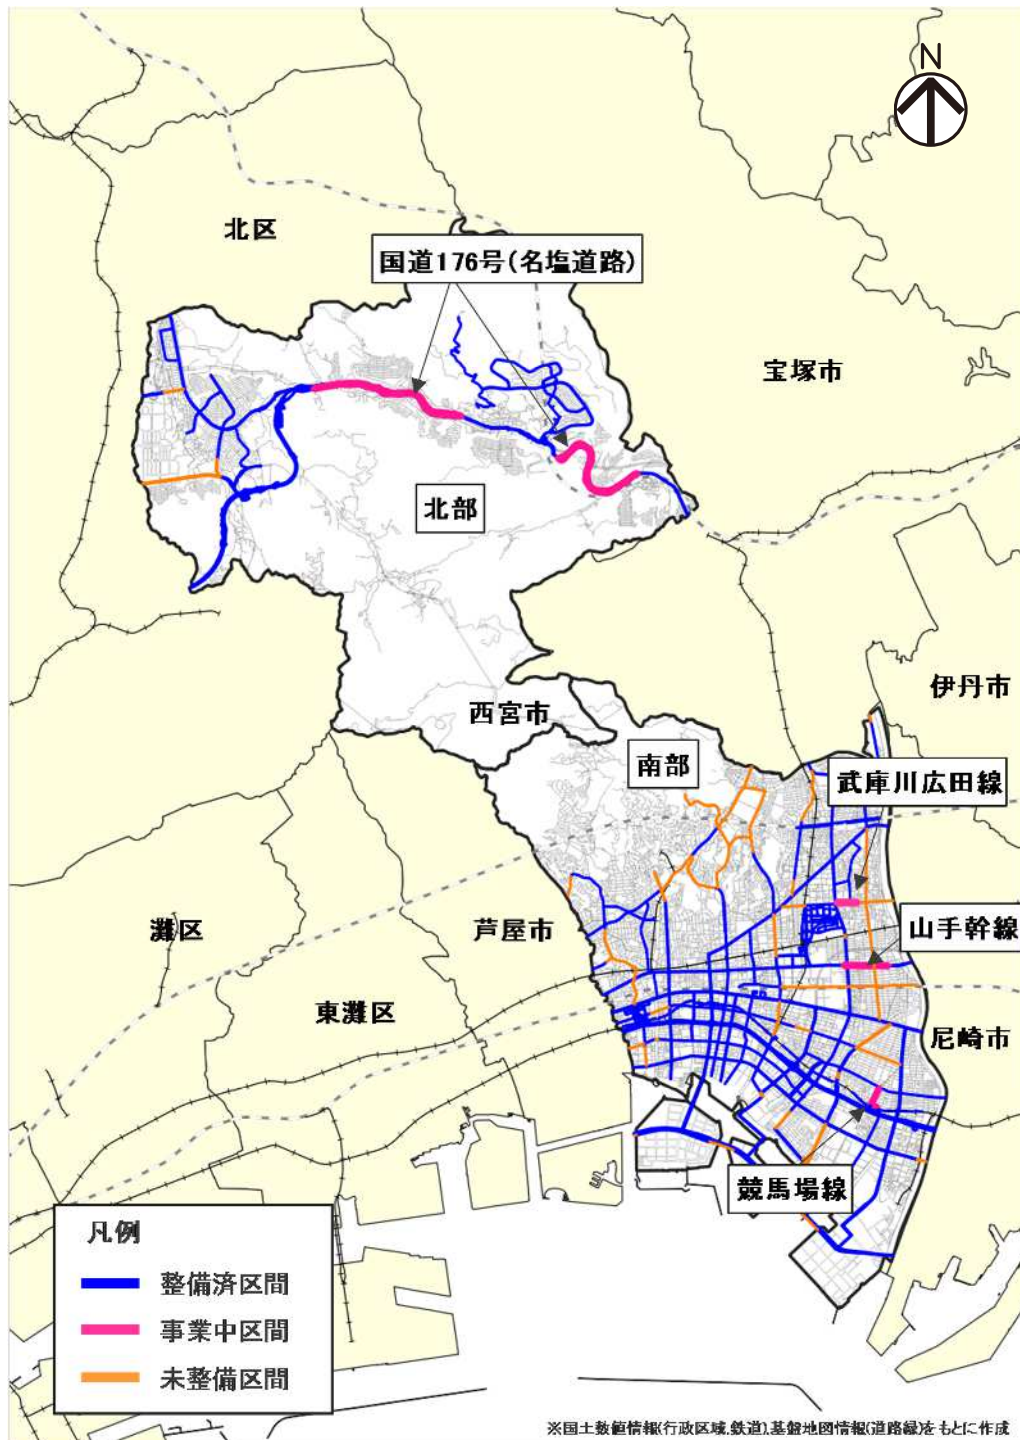 N
北区
国道176号(名塩道路)
宝塚市
北部
伊丹市
西宮市
南部
武庫川広田線
灘区
芦屋市
山手幹線
東灘区
尼崎市
競馬場線
凡例
整備済区間
事業中区間
未整備区間
※国土数値情報(行政区域,鉄道),基盤地図情報(道路縁)をもとに作成